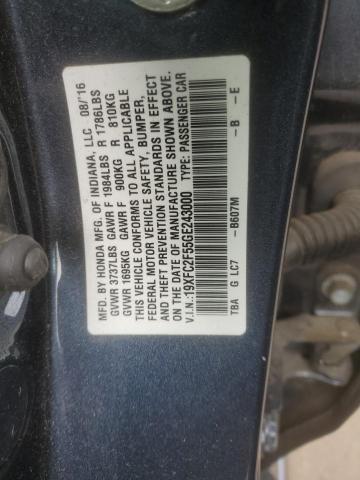 MFD. BY HONDA MFG. OF INDIANA, LLC 08/16
GVWR 3737LBS GAWR F 1984LBS R 1786LBS
GVWR 1695KG GAWR F 900KG R 810KG
THIS VEHICLE CONFORMS TO ALL APPLICABLE
FEDERAL MOTOR VEHICLE SAFETY, BUMPER,
AND THEFT PREVENTION STANDARDS IN EFFECT
ON THE DATE OF MANUFACTURE SHOWN ABOVE.
V.I.N.:19XFC2F55GE243000 TYPE: PASSENGER CAR
TBA G LC7 -B607M -B -E